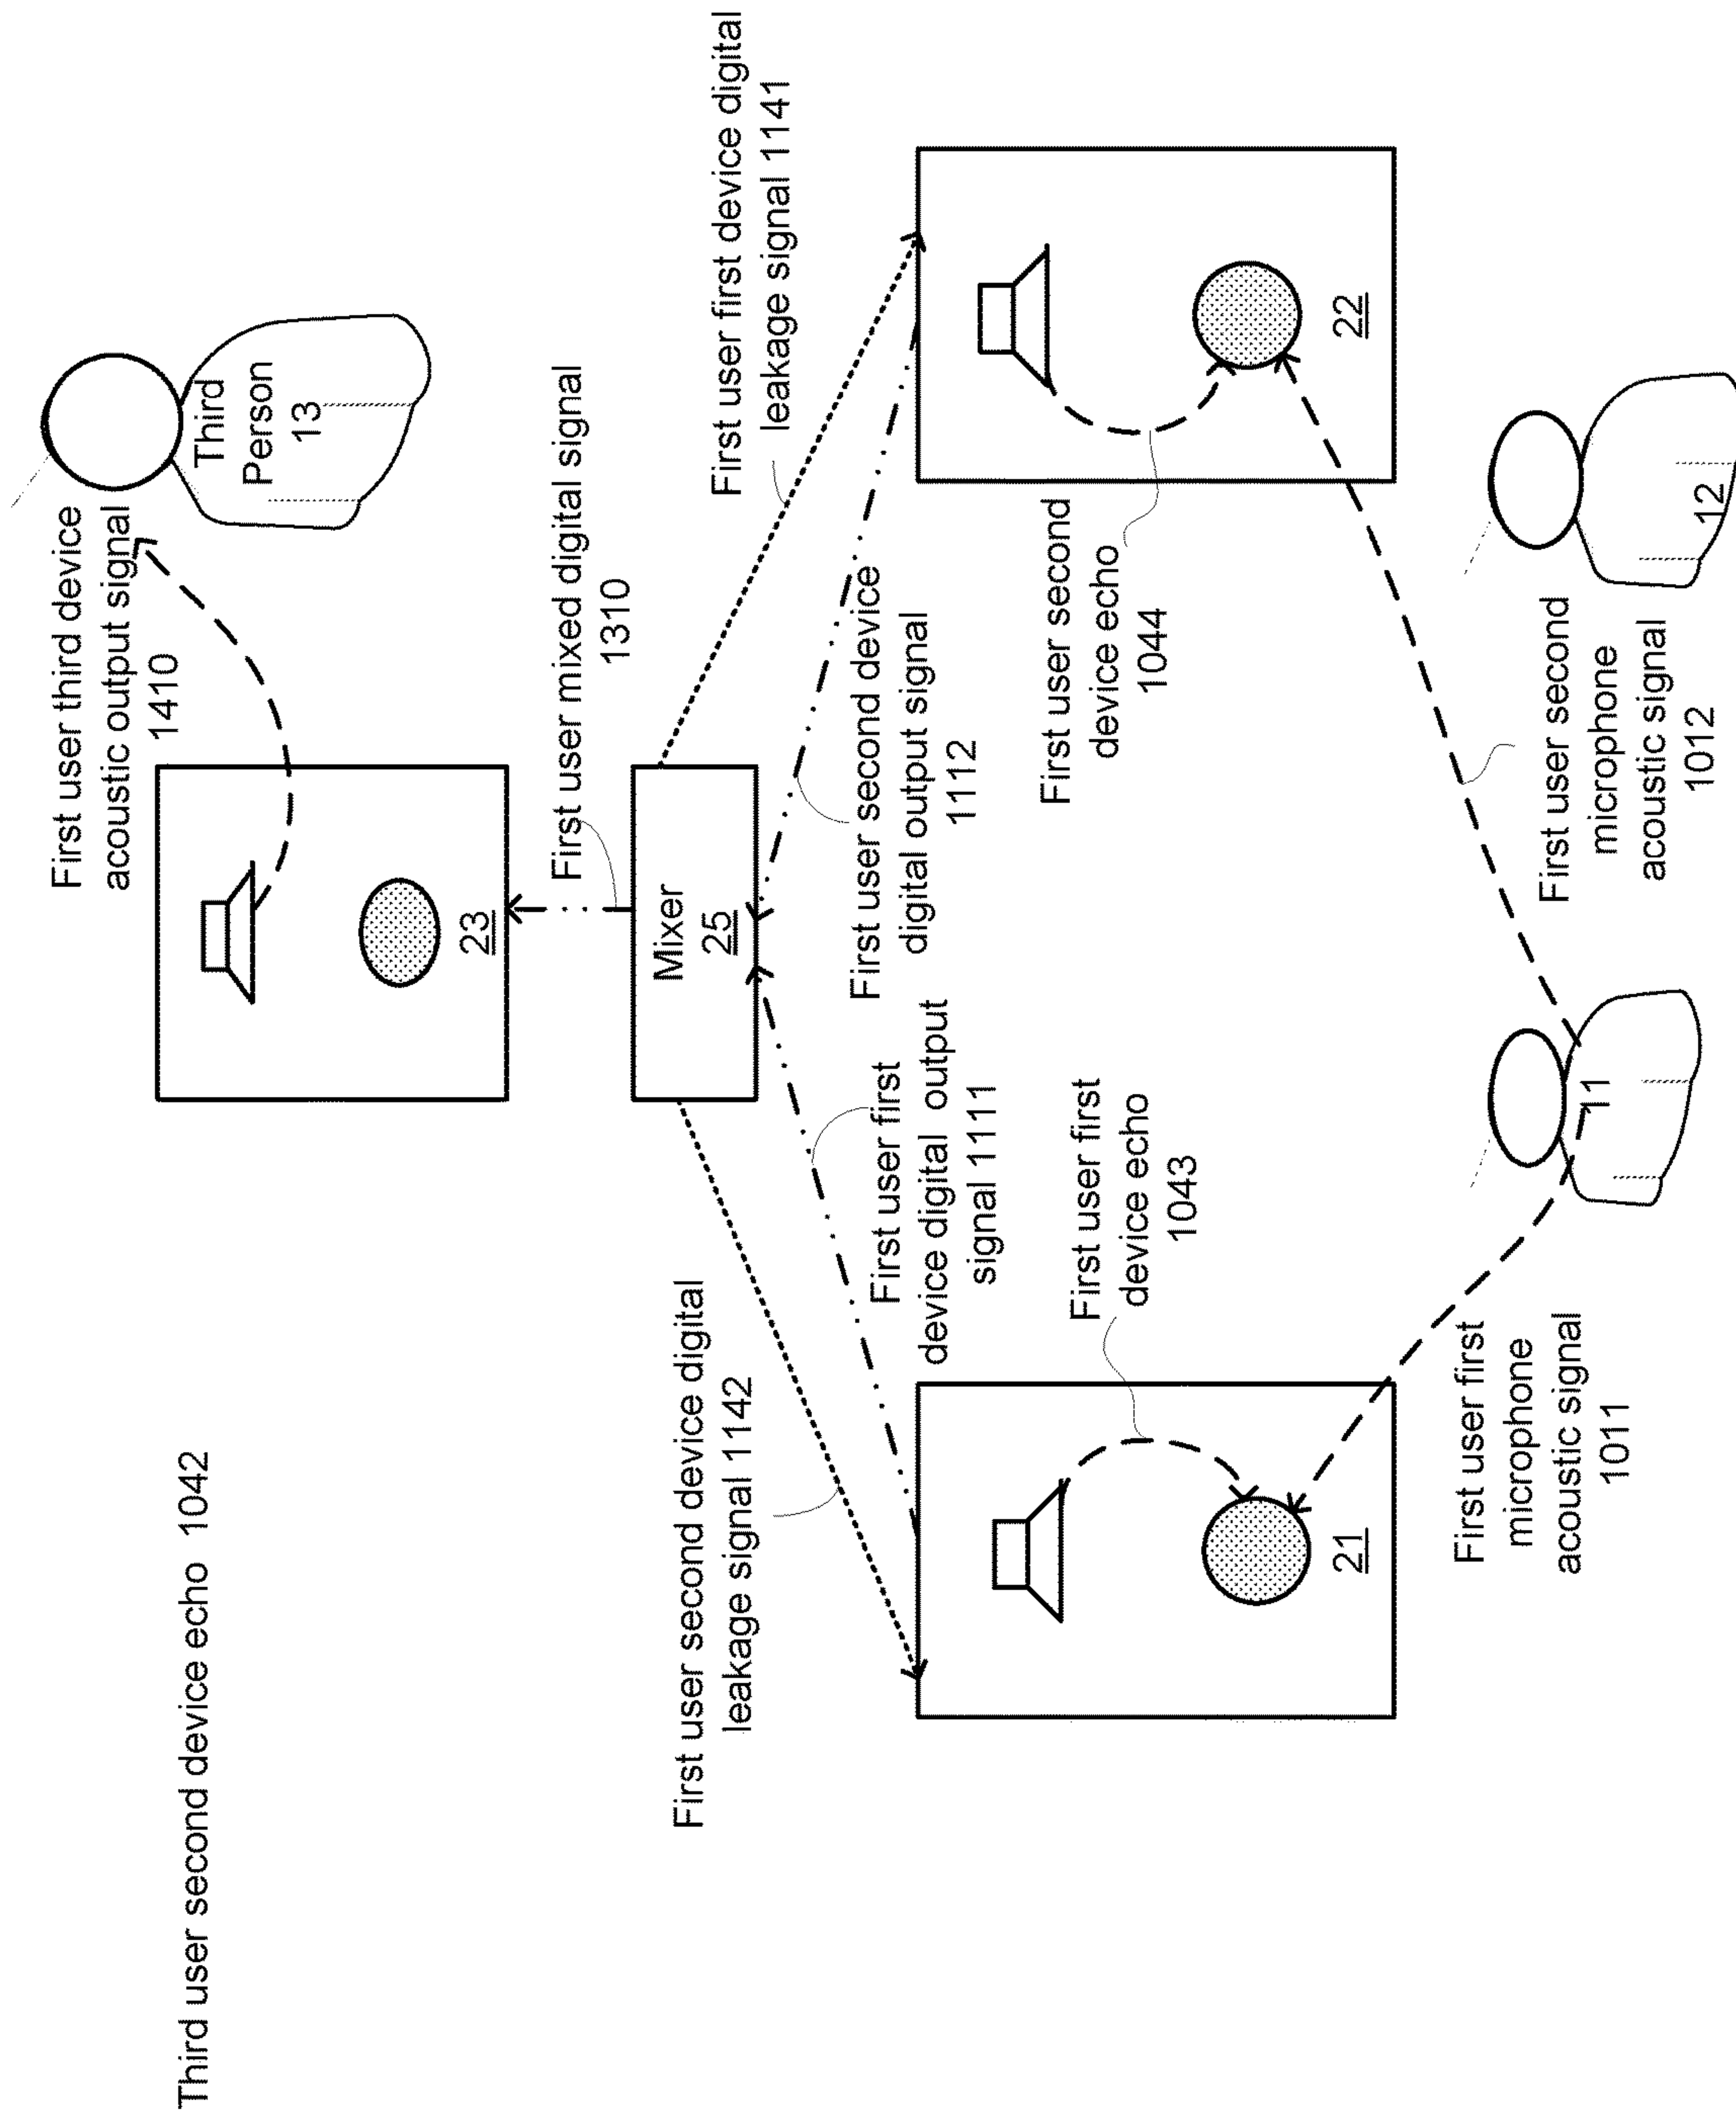 Third user second device echo 1042
First user third device
acoustic output signal
1410
Third
Person
13
23
First user mixed digital signal
1310
Mixer
25
First user second device digital
leakage signal 1142
First user first device digital
leakage signal 1141
First user first
device digital output
signal 1111
First user second device
digital output signal
1112
First user first
device echo
1043
First user second
device echo
1044
21
22
First user first
microphone
acoustic signal
1011
11
First user second
microphone
acoustic signal
1012
12